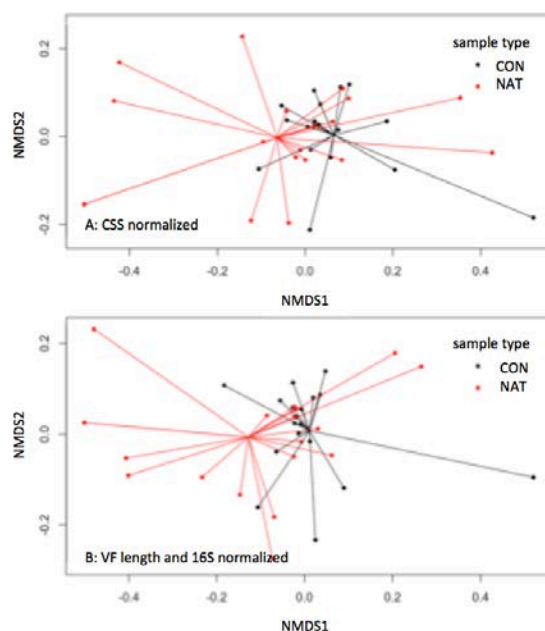 sample type
CON
NAT
0.2
0.0
-0.2
NMDS2
A: CSS normalized
-0.4
-0.2
0.0
0.2
0.4
NMDS1
sample type
CON
NAT
0.2
0.0
-0.2
NMDS2
B: VF length and 16S normalized
-0.4
-0.2
0.0
0.2
0.4
NMDS1